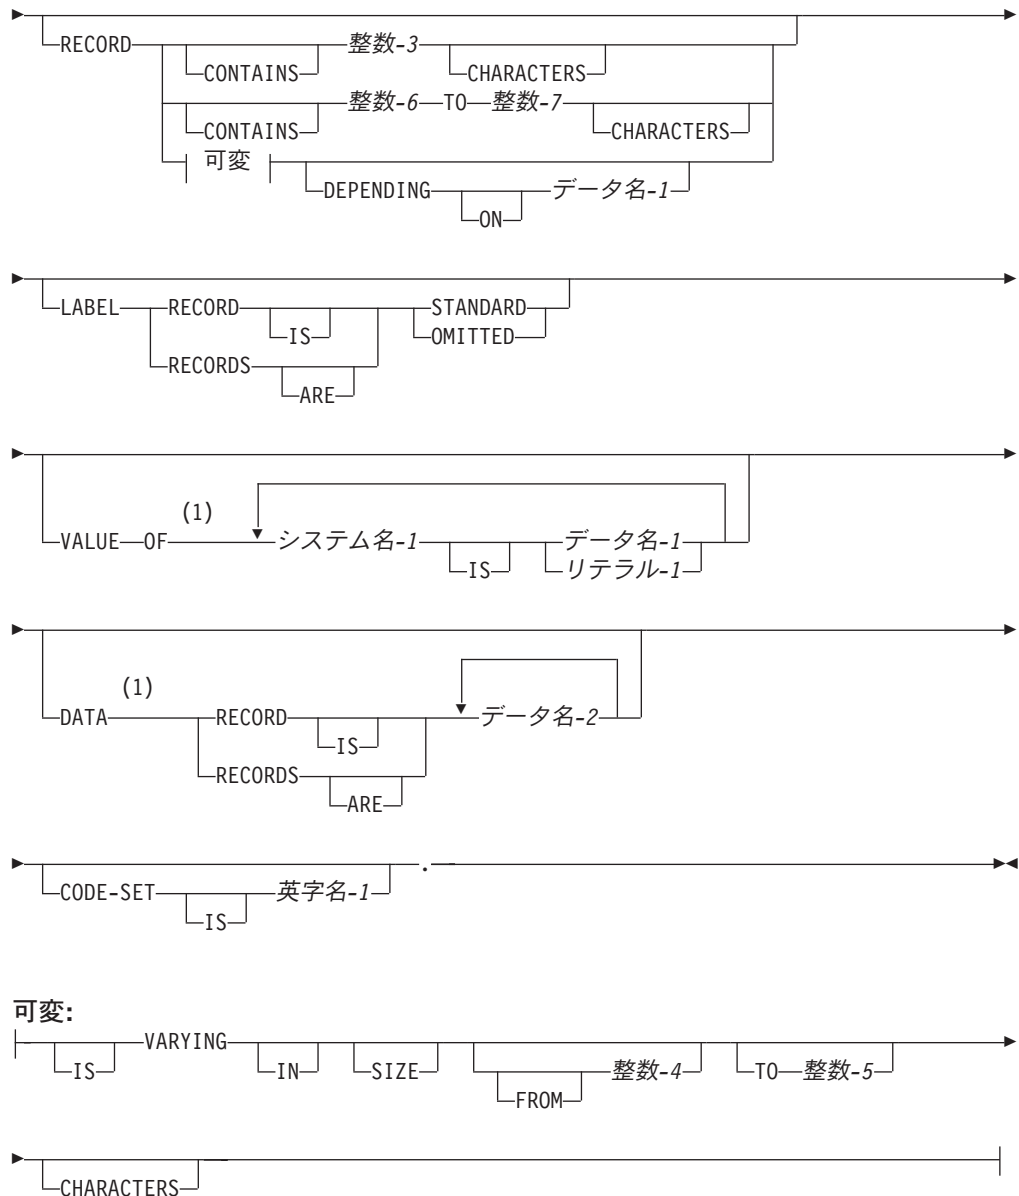 RECORD 整数-3
CONTAINS CHARACTERS
整数-6 TO 整数-7
CONTAINS CHARACTERS
可変
DEPENDING データ名-1
ON
LABEL RECORD STANDARD
IS OMITTED
RECORDS
ARE
(1)
VALUE OF システム名-1 データ名-1
IS リテラル-1
(1)
DATA RECORD データ名-2
IS
RECORDS
ARE
.
CODE-SET 英字名-1
IS
可変:
VARYING
IS IN SIZE 整数-4 TO 整数-5
FROM
CHARACTERS